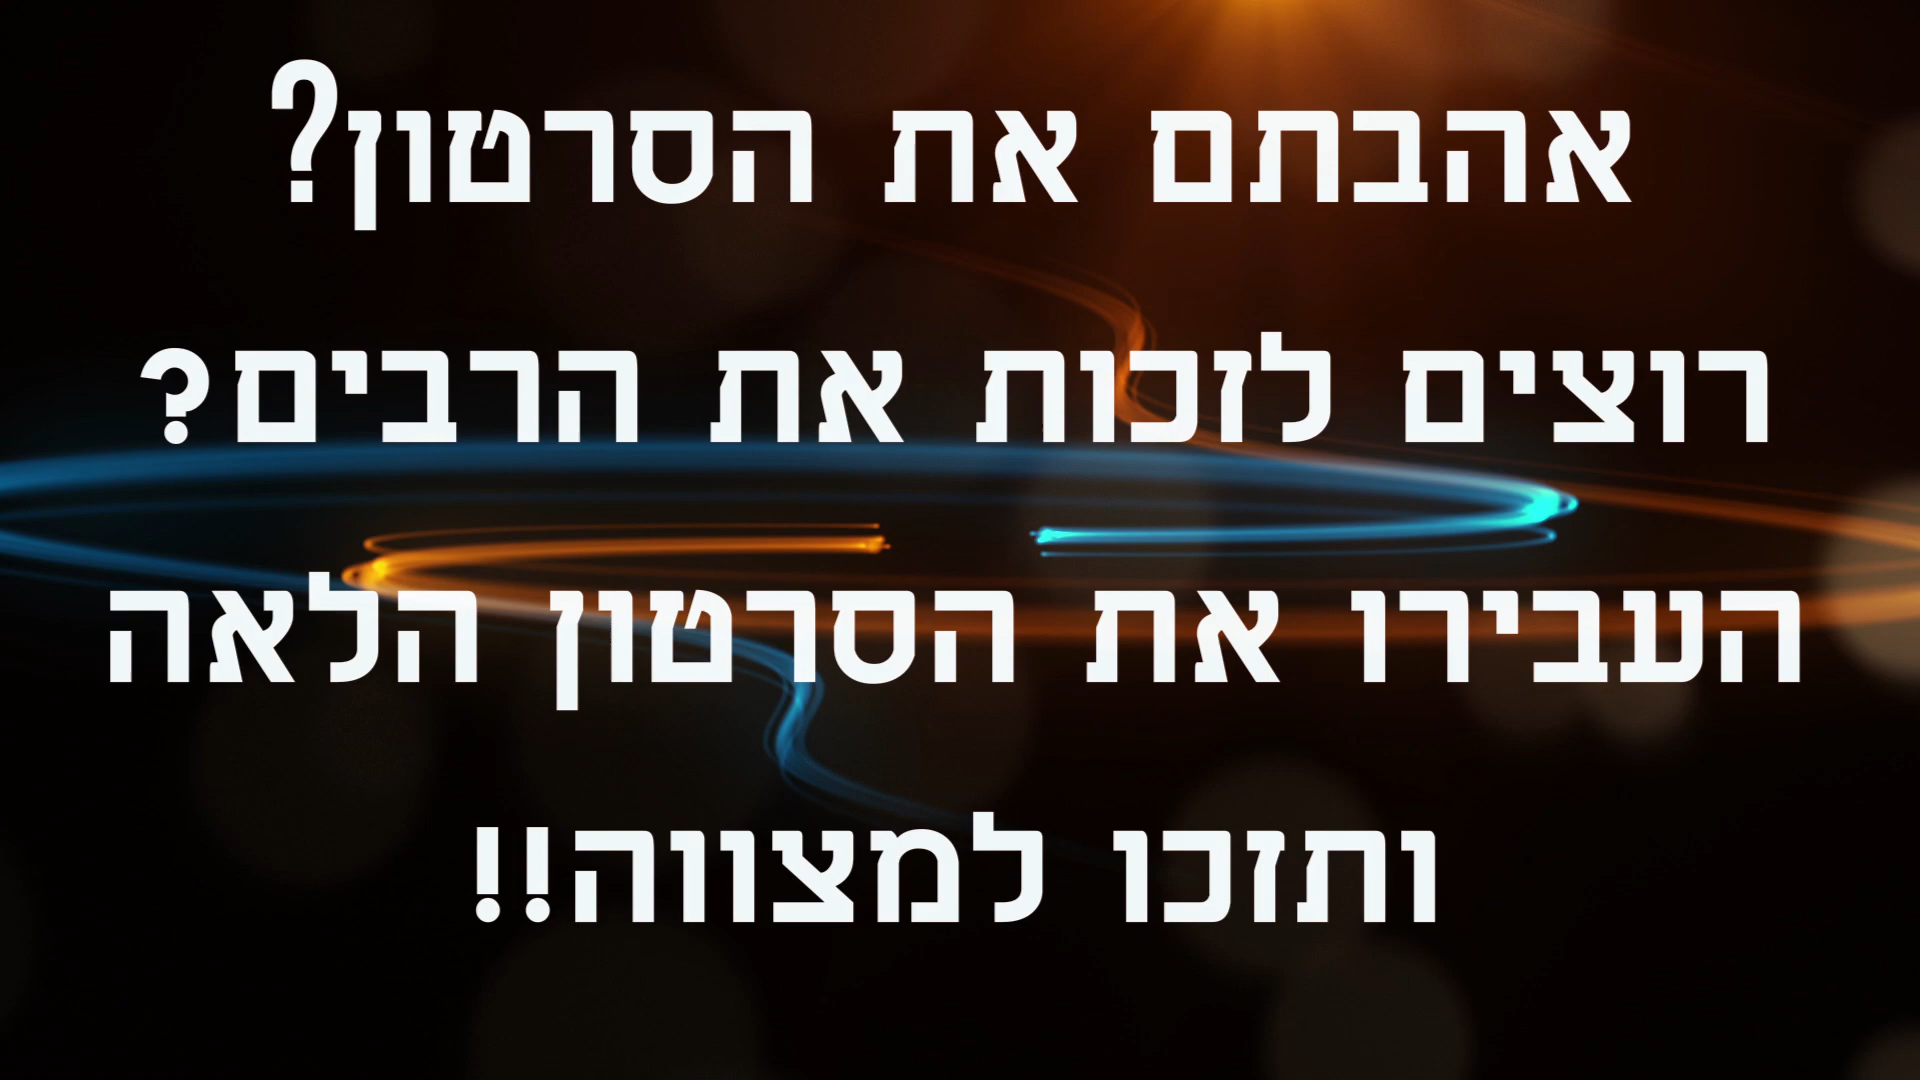 אהבתם את הסרטון?
רוצים לזכות את הרבים?
העבירו את הסרטון הלאה
ותזכו למצווה!!